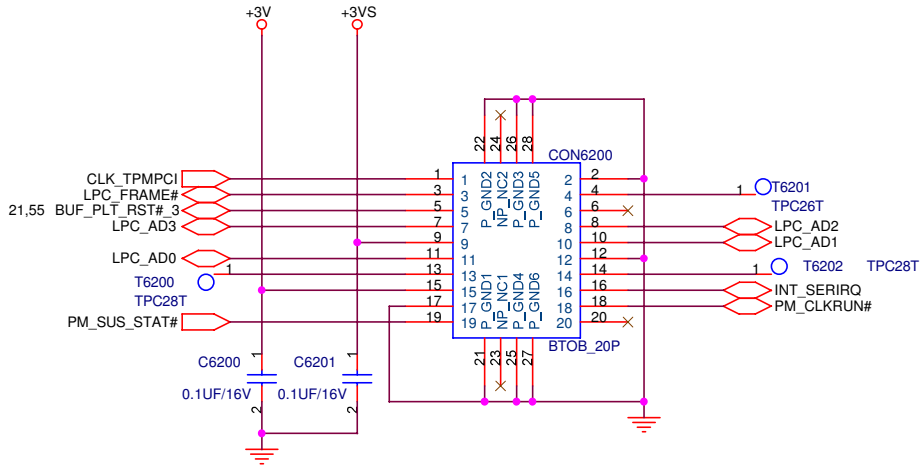 +3V +3VS
22 24 26 28
P_GND2 NP_NC2 P_GND3 P_GND5
CON6200
CLK_TPMPCI 1 1 2 2
LPC_FRAME# 3 3 4 4 1 T6201
TPC26T
21,55 BUF_PLT_RST#_3 5 5 6 6
LPC_AD3 7 7 8 8 LPC_AD2
9 9 10 10 LPC_AD1
LPC_AD0 11 11 12 12
T6200 1 13 13 14 14 1 T6202 TPC28T
TPC28T
15 15 16 16 INT_SERIRQ
17 17 18 18 PM_CLKRUN#
PM_SUS_STAT# 19 19 20 20
P_GND1 NP_NC1 P_GND4 P_GND6
BTOB_20P
21 23 25 27
C6200 1 C6201 1
0.1UF/16V 2 0.1UF/16V 2